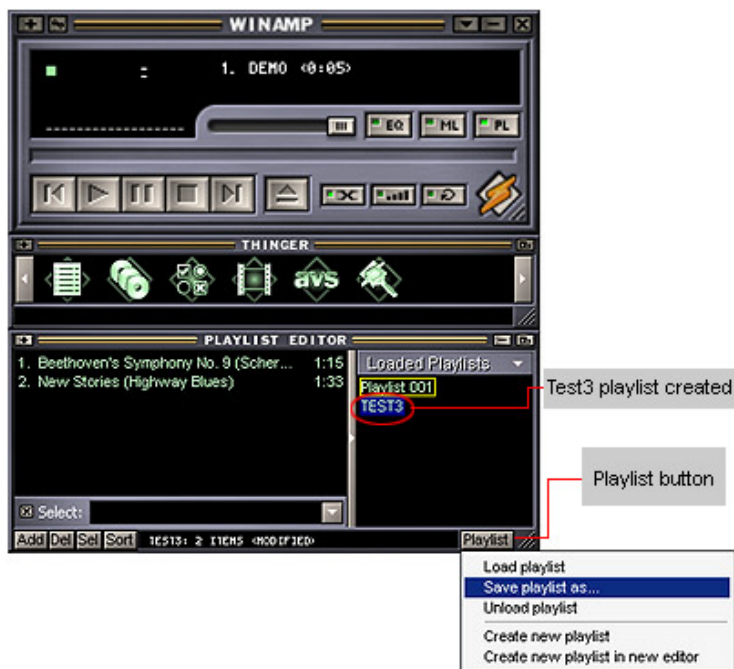 WINAMP
1. DEMO <0:05>
EQ ML PL
THINGER
avs
PLAYLIST EDITOR
1. Beethoven's Symphony No. 9 (Scher... 1:15
2. New Stories (Highway Blues) 1:33
Loaded Playlists
Playlist 001
TEST3
Test3 playlist created
Playlist button
Select:
Add Del Sel Sort TEST3: 2 ITEMS <MODIFIED> Playlist
Load playlist
Save playlist as...
Unload playlist
Create new playlist
Create new playlist in new editor